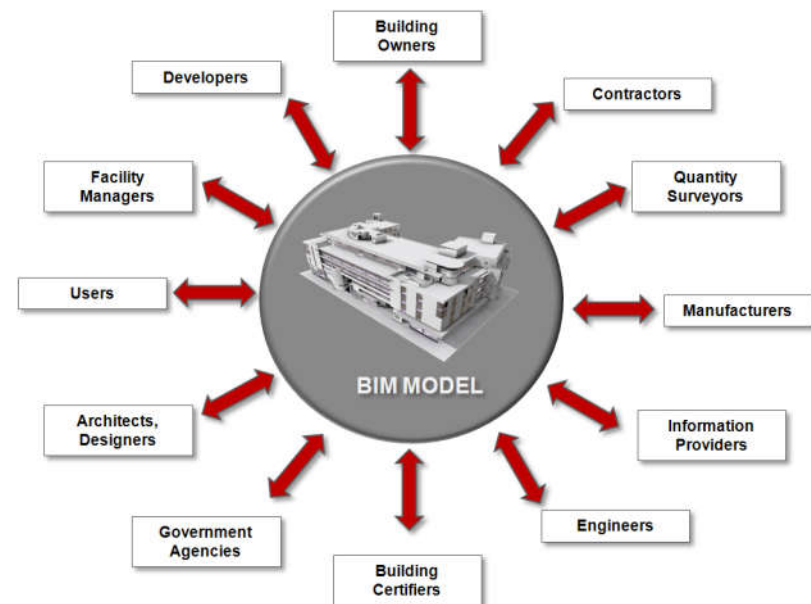 Building
Owners
Developers
Contractors
Facility
Managers
Quantity
Surveyors
Users
Manufacturers
BIM MODEL
Architects,
Designers
Information
Providers
Government
Agencies
Engineers
Building
Certifiers